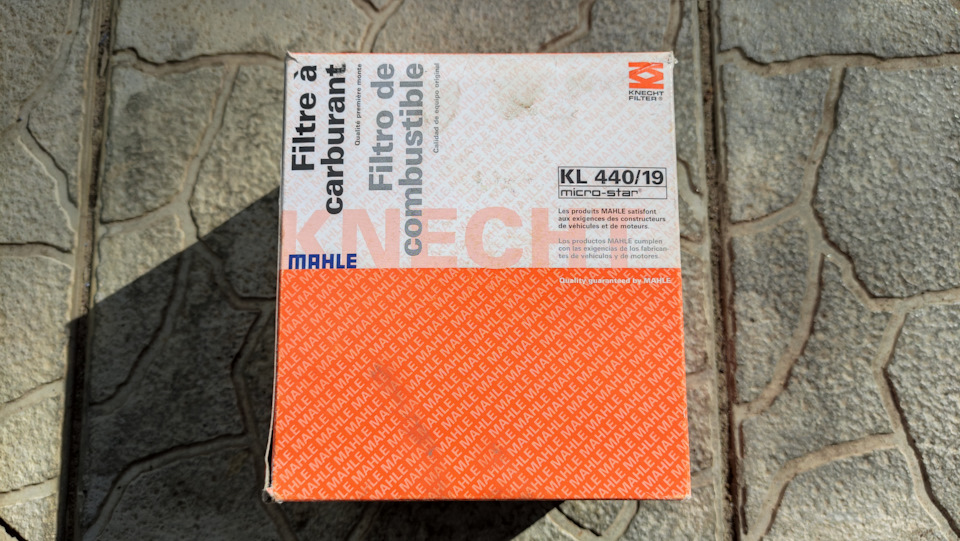 Filtre à
carburant
Qualité première monte
Filtro de
combustible
Calidad de equipo original
KNECHT
FILTER®
KL 440/19
micro-star®
Les produits MAHLE satisfont
aux exigences des constructeurs
de véhicules et de moteurs.
Los productos MAHLE cumplen
con las exigencias de los fabrican-
tes de vehículos y de motores.
KNECHT
MAHLE
Quality guaranteed by MAHLE.